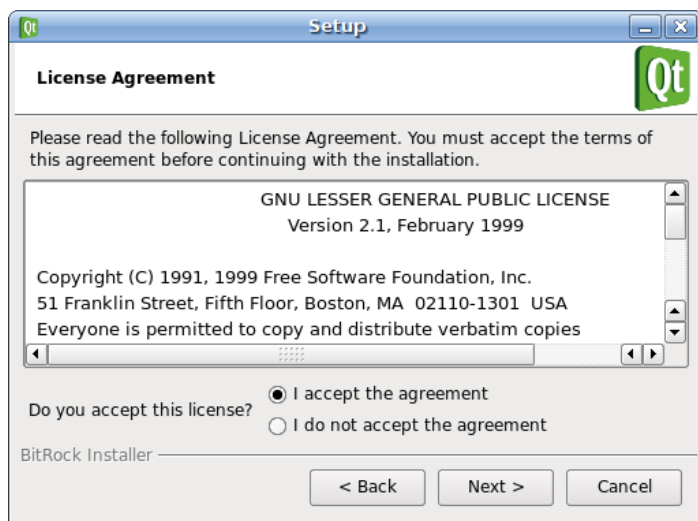 Qt
Setup
License Agreement
Qt
Please read the following License Agreement. You must accept the terms of
this agreement before continuing with the installation.
GNU LESSER GENERAL PUBLIC LICENSE
Version 2.1, February 1999
Copyright (C) 1991, 1999 Free Software Foundation, Inc.
51 Franklin Street, Fifth Floor, Boston, MA  02110-1301  USA
Everyone is permitted to copy and distribute verbatim copies
Do you accept this license?
I accept the agreement
I do not accept the agreement
BitRock Installer
< Back
Next >
Cancel